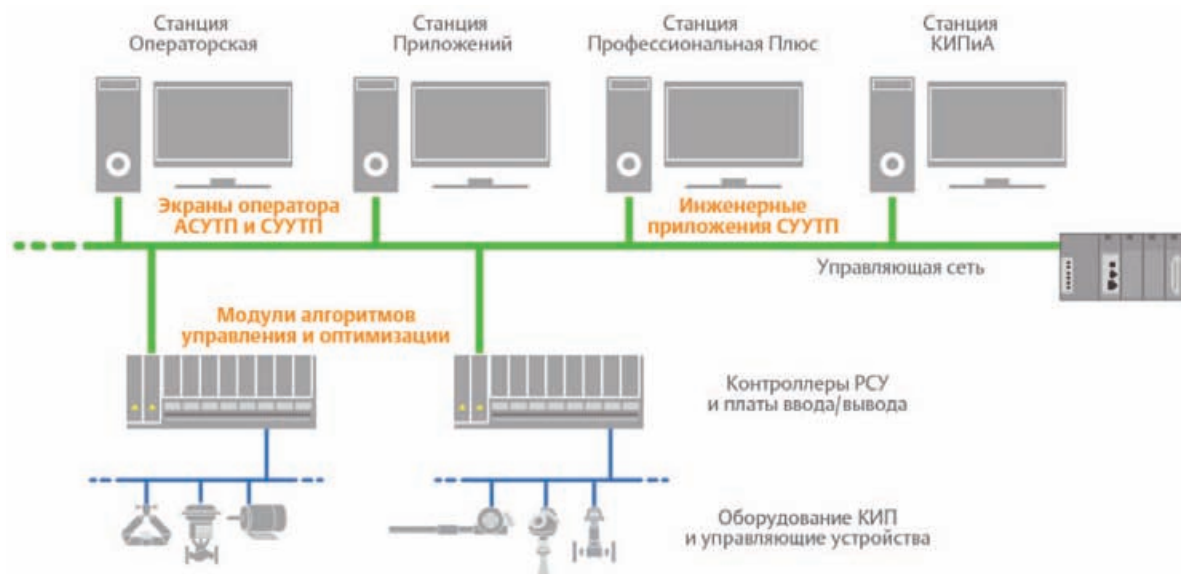 Станция
Операторская
Станция
Приложений
Станция
Профессиональная Плюс
Станция
КИПиА
Экраны оператора
АСУТП и СУУТП
Инженерные
приложения СУУТП
Управляющая сеть
Модули алгоритмов
управления и оптимизации
Контроллеры РСУ
и платы ввода/вывода
Оборудование КИП
и управляющие устройства